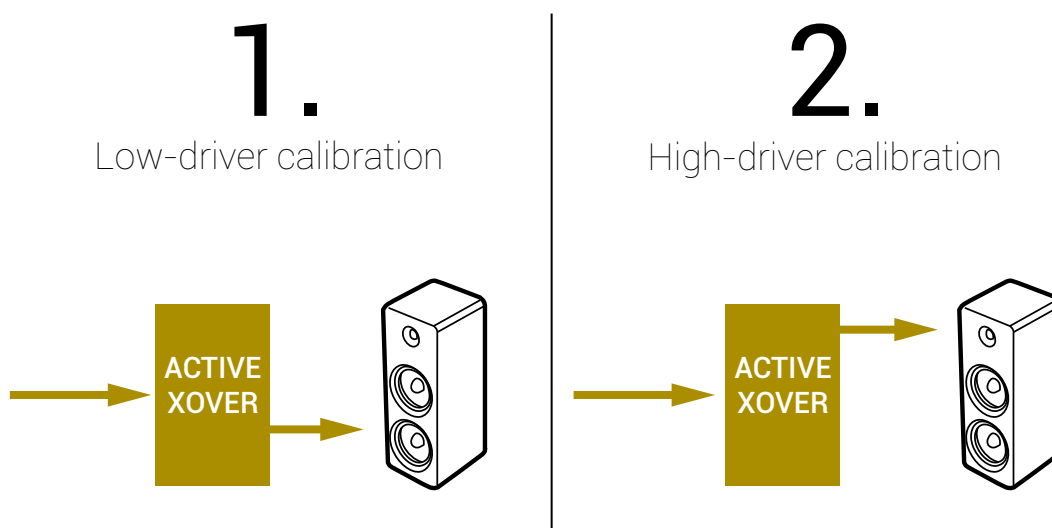 1.
Low-driver calibration
ACTIVE
XOVER
2.
High-driver calibration
ACTIVE
XOVER